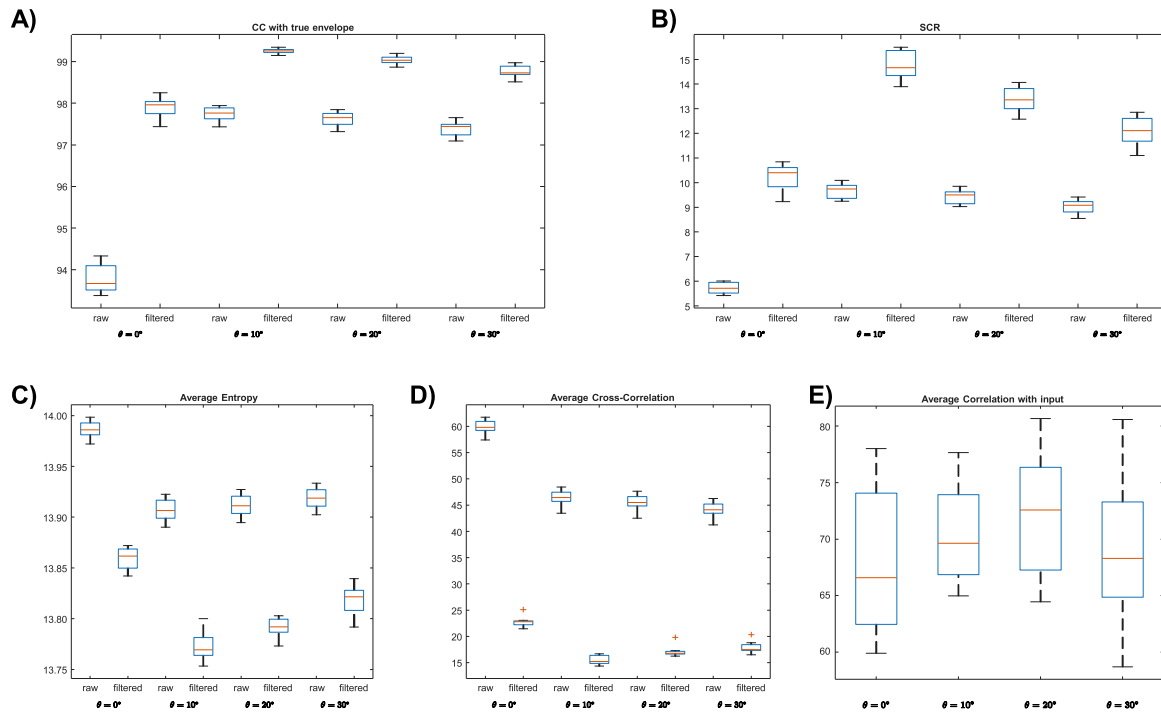 A)
CC with true envelope
99
98
97
96
95
94
raw filtered raw filtered raw filtered raw filtered
θ = 0° θ = 10° θ = 20° θ = 30°
B)
SCR
15
14
13
12
11
10
9
8
7
6
5
raw filtered raw filtered raw filtered raw filtered
θ = 0° θ = 10° θ = 20° θ = 30°
C)
Average Entropy
14.00
13.95
13.90
13.85
13.80
13.75
raw filtered raw filtered raw filtered raw filtered
θ = 0° θ = 10° θ = 20° θ = 30°
D)
Average Cross-Correlation
60
55
50
45
40
35
30
25
20
15
raw filtered raw filtered raw filtered raw filtered
θ = 0° θ = 10° θ = 20° θ = 30°
E)
Average Correlation with input
80
75
70
65
60
θ = 0° θ = 10° θ = 20° θ = 30°